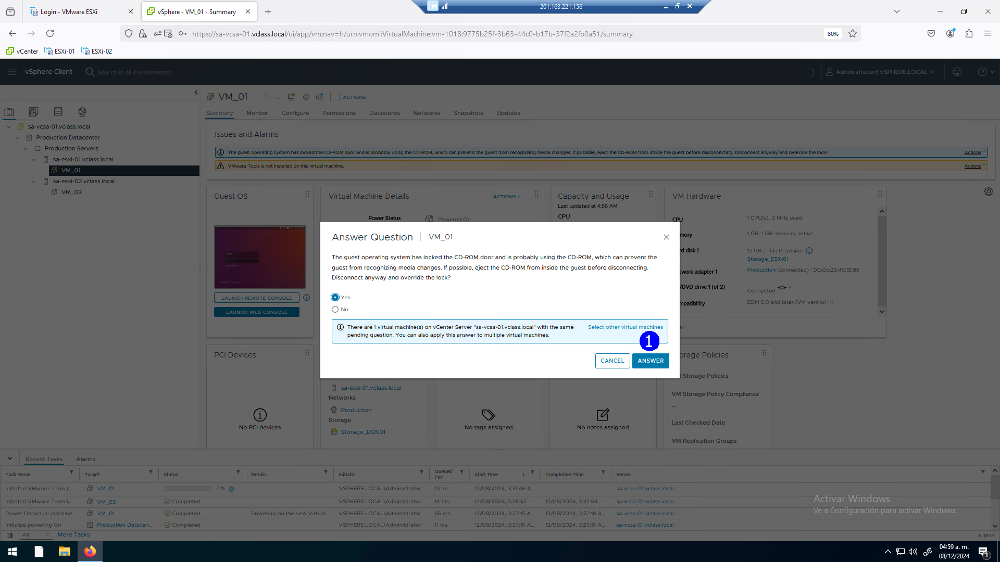 Login - VMware ESXi
vSphere - VM_01 - Summary
201.163.221.156
https://sa-vcsa-01.vclass.local/ui/app/vm;nav=h/urn:vmomi:VirtualMachine:vm-1018:9775b25f-3b63-44c0-b17b-37f2a2fb0a51/summary
80%
vCenter
ESXi-01
ESXi-02
vSphere Client
Search in all environments
Administrator@VSPHERE.LOCAL
VM_01
ACTIONS
Summary
Monitor
Configure
Permissions
Datastores
Networks
Snapshots
Updates
sa-vcsa-01.vclass.local
Production Datacenter
Production Servers
sa-esxi-01.vclass.local
VM_01
sa-esxi-02.vclass.local
VM_03
Issues and Alarms
The guest operating system has locked the CD-ROM door and is probably using the CD-ROM, which can prevent the guest from recognizing media changes. If possible, eject the CD-ROM from inside the guest before disconnecting. Disconnect anyway and override the lock?
Actions
VMware Tools is not installed on this virtual machine.
Actions
Guest OS
LAUNCH REMOTE CONSOLE
LAUNCH WEB CONSOLE
Virtual Machine Details
ACTIONS
Power Status
Powered On
Capacity and Usage
Last updated at 4:56 AM
CPU
VM Hardware
CPU
1 CPU(s), 0 MHz used
mory
1 GB, 1 GB memory active
rd disk 1
12 GB | Thin Provision
Storage_ESXi01
twork adapter 1
Production (connected) | 00:0c:29:45:18:96
/DVD drive 1 (of 2)
Connected
mpatibility
ESXi 6.0 and later (VM version 11)
Answer Question
VM_01
The guest operating system has locked the CD-ROM door and is probably using the CD-ROM, which can prevent the
guest from recognizing media changes. If possible, eject the CD-ROM from inside the guest before disconnecting.
Disconnect anyway and override the lock?
Yes
No
There are 1 virtual machine(s) on vCenter Server "sa-vcsa-01.vclass.local" with the same
pending question. You can also apply this answer to multiple virtual machines.
Select other virtual machines
1
CANCEL
ANSWER
PCI Devices
No PCI devices
sa-esxi-01.vclass.local
Networks
Production
Storage
Storage_ESXi01
No tags assigned
No notes assigned
orage Policies
Storage Policies
VM Storage Policy Compliance
--
Last Checked Date
VM Replication Groups
Recent Tasks
Alarms
Task Name
Target
Status
Details
Initiator
Queued
For
Start Time
Completion Time
Server
Initiated VMware Tools I...
VM_01
0%
VSPHERE.LOCAL\Administrator
13 ms
12/08/2024, 3:31:46 A...
sa-vcsa-01.vclass.local
Initiated VMware Tools I...
VM_03
Completed
VSPHERE.LOCAL\Administrator
14 ms
12/08/2024, 3:28:57 ...
12/08/2024, 3:32:59 ...
sa-vcsa-01.vclass.local
Power On virtual machine
VM_01
Completed
Powering on the new Virtual...
VSPHERE.LOCAL\Administrator
66 ms
12/08/2024, 3:27:15 A...
12/08/2024, 3:27:18 A...
sa-vcsa-01.vclass.local
Initialize powering On
Production Datacen...
Completed
VSPHERE.LOCAL\Administrator
11 ms
12/08/2024, 3:27:15 A...
12/08/2024, 3:27:15 A...
sa-vcsa-01.vclass.local
All
More Tasks
8 items
Activar Windows
Ve a Configuración para activar Windows.
04:59 a. m.
08/12/2024
1